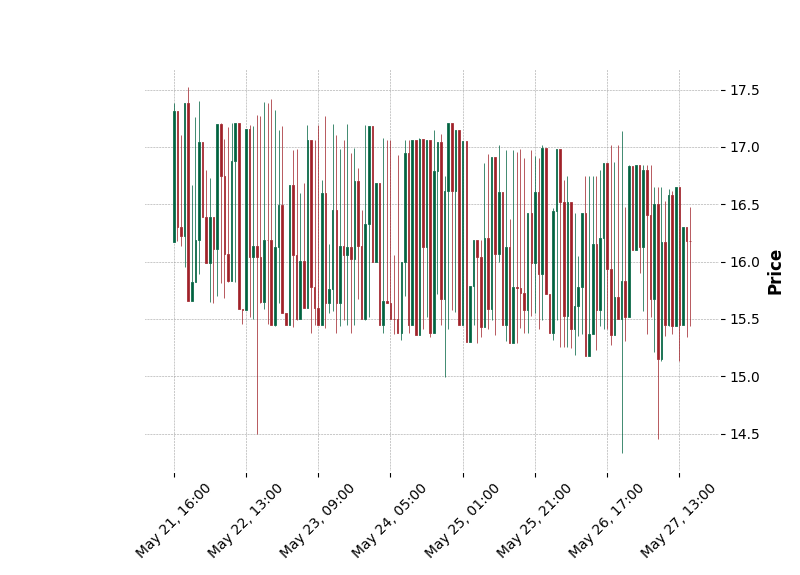 17.5
17.0
16.5
16.0
15.5
15.0
14.5
Price
May 21, 16:00
May 22, 13:00
May 23, 09:00
May 24, 05:00
May 25, 01:00
May 25, 21:00
May 26, 17:00
May 27, 13:00